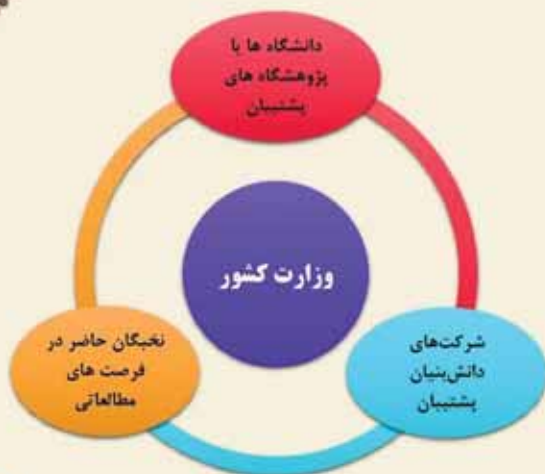 دانشگاه ها یا
پژوهشگاه های
پشتیبان
وزارت کشور
شرکت‌های
دانش‌بنیان
پشتیبان
نخبگان حاضر در
فرصت های
مطالعاتی